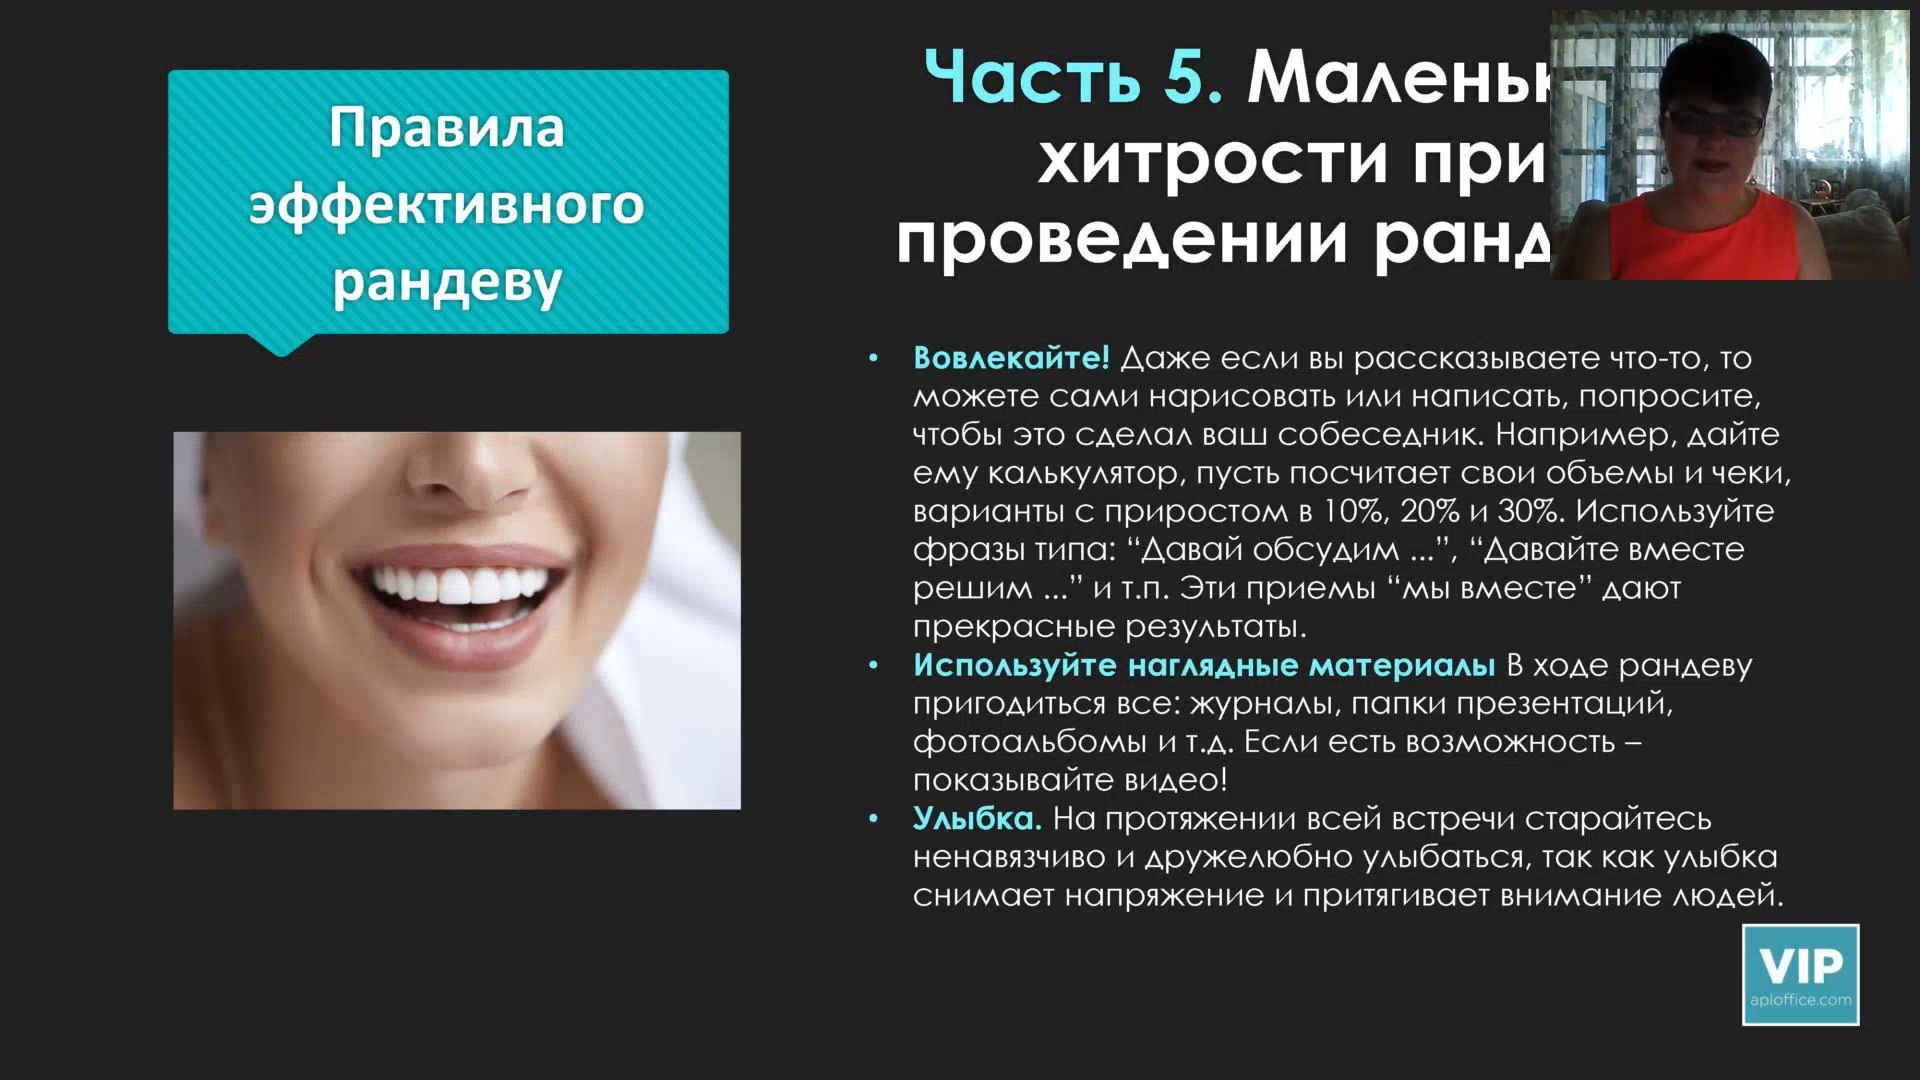 Правила
эффективного
рандеву
Часть 5.
хитрости при
проведении
• Вовлекайте! Даже если вы рассказываете что-то, то
можете сами нарисовать или написать, попросите,
чтобы это сделал ваш собеседник. Например, дайте
ему калькулятор, пусть посчитает свои объемы и чеки,
варианты с приростом в 10%, 20% и 30%. Используйте
фразы типа: “Давай обсудим ...”, “Давайте вместе
решим ...” и т.п. Эти приемы “мы вместе” дают
прекрасные результаты.
• Используйте наглядные материалы В ходе рандеву
пригодиться все: журналы, папки презентаций,
фотоальбомы и т.д. Если есть возможность –
показывайте видео!
• Улыбка. На протяжении всей встречи старайтесь
ненавязчиво и дружелюбно улыбаться, так как улыбка
снимает напряжение и притягивает внимание людей.
VIP
aploffice.com